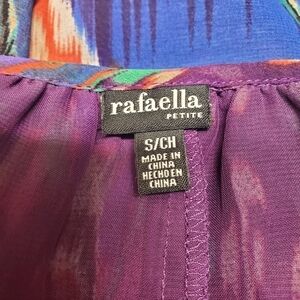 rafaella
PETITE
S/CH
MADE IN
CHINA
HECHO EN
CHINA